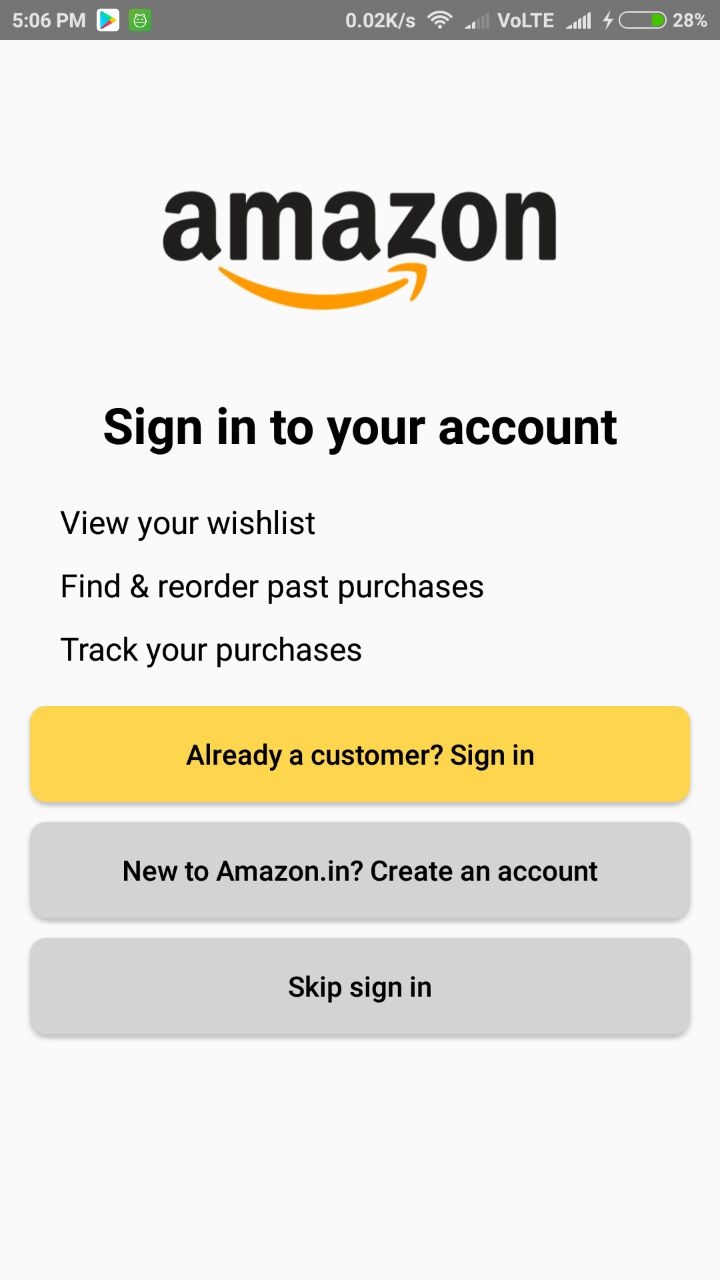 5:06 PM 0.02K/s VoLTE 28%
amazon
Sign in to your account
View your wishlist
Find & reorder past purchases
Track your purchases
Already a customer? Sign in
New to Amazon.in? Create an account
Skip sign in